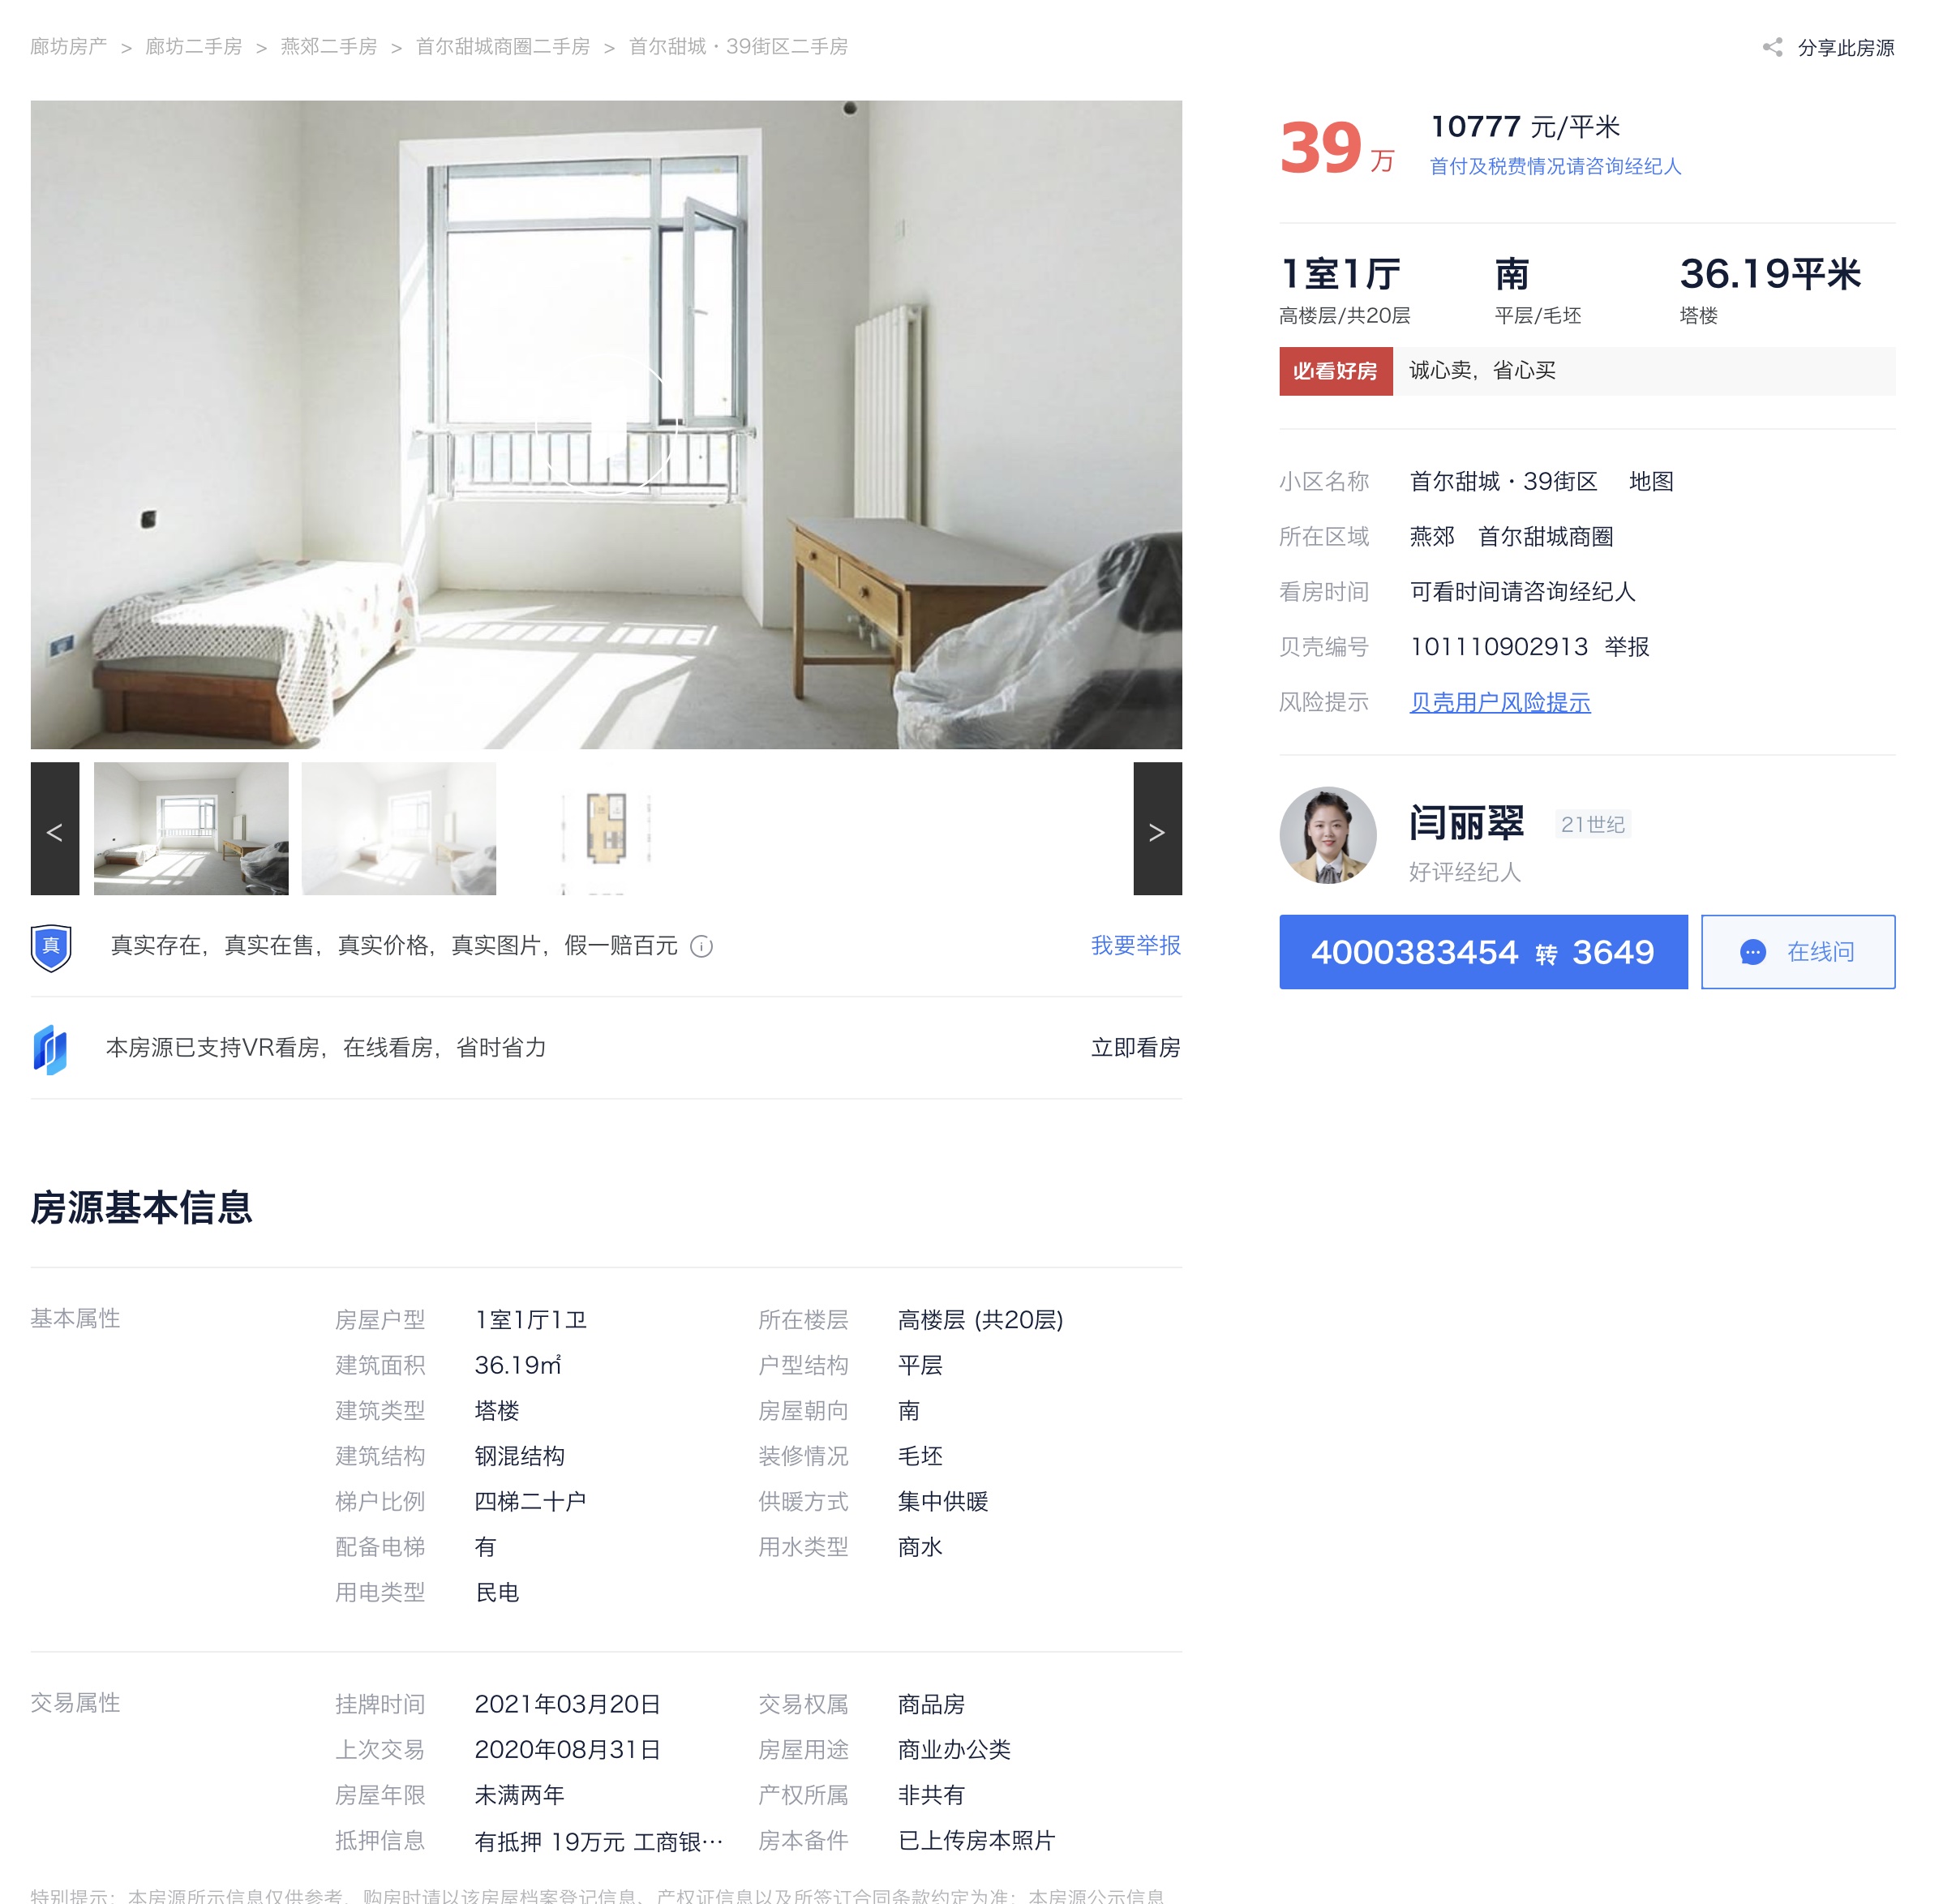 廊坊房产 > 廊坊二手房 > 燕郊二手房 > 首尔甜城商圈二手房 > 首尔甜城・39街区二手房
分享此房源
39万
10777 元/平米
首付及税费情况请咨询经纪人
1室1厅 南 36.19平米
高楼层/共20层 平层/毛坯 塔楼
必看好房 诚心卖，省心买
小区名称 首尔甜城・39街区 地图
所在区域 燕郊 首尔甜城商圈
看房时间 可看时间请咨询经纪人
贝壳编号 101110902913 举报
风险提示 贝壳用户风险提示
闫丽翠 21世纪
好评经纪人
4000383454 转 3649
在线问
< >
真 真实存在，真实在售，真实价格，真实图片，假一赔百元 i 我要举报
本房源已支持VR看房，在线看房，省时省力 立即看房
房源基本信息
基本属性
房屋户型 1室1厅1卫 所在楼层 高楼层 (共20层)
建筑面积 36.19㎡ 户型结构 平层
建筑类型 塔楼 房屋朝向 南
建筑结构 钢混结构 装修情况 毛坯
梯户比例 四梯二十户 供暖方式 集中供暖
配备电梯 有 用水类型 商水
用电类型 民电
交易属性
挂牌时间 2021年03月20日 交易权属 商品房
上次交易 2020年08月31日 房屋用途 商业办公类
房屋年限 未满两年 产权所属 非共有
抵押信息 有抵押 19万元 工商银… 房本备件 已上传房本照片
特别提示：本房源所示信息仅供参考，购房时请以该房屋档案登记信息、产权证信息以及所签订合同条款约定为准；本房源公示信息